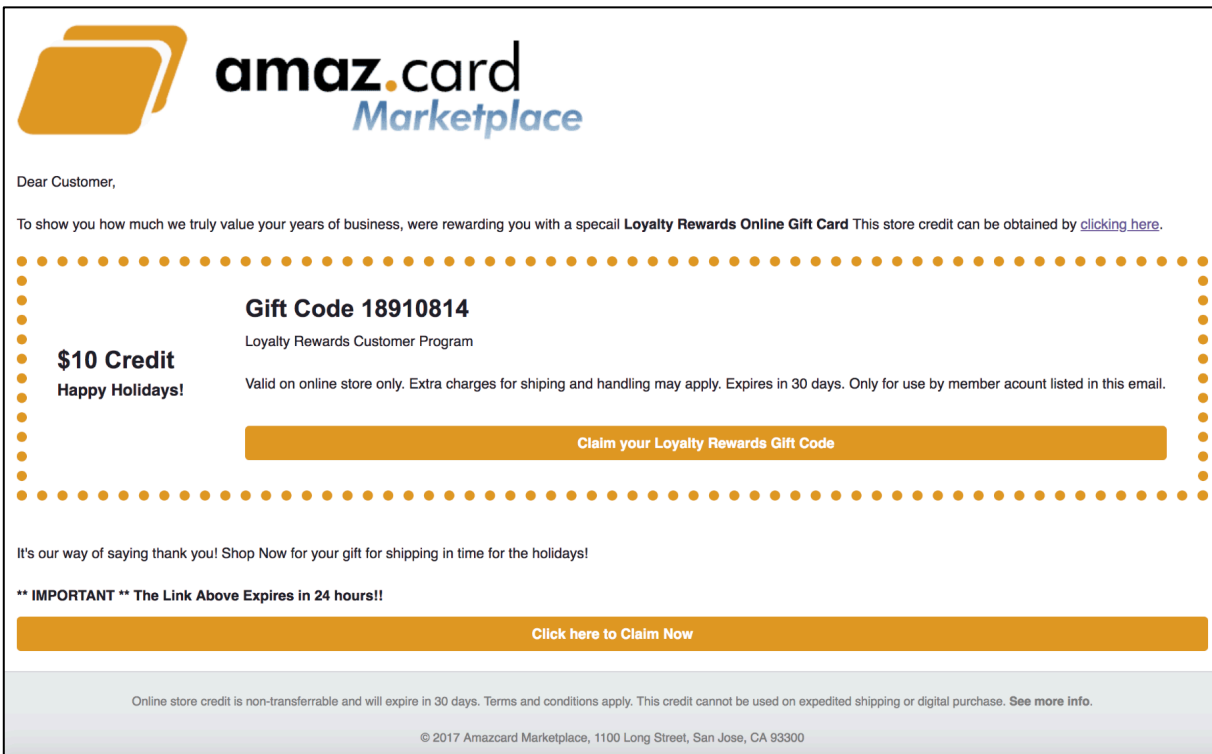 amaz.card
Marketplace
Dear Customer,
To show you how much we truly value your years of business, were rewarding you with a specail Loyalty Rewards Online Gift Card This store credit can be obtained by clicking here.
Gift Code 18910814
Loyalty Rewards Customer Program
$10 Credit
Happy Holidays!
Valid on online store only. Extra charges for shiping and handling may apply. Expires in 30 days. Only for use by member acount listed in this email.
Claim your Loyalty Rewards Gift Code
It's our way of saying thank you! Shop Now for your gift for shipping in time for the holidays!
** IMPORTANT ** The Link Above Expires in 24 hours!!
Click here to Claim Now
Online store credit is non-transferrable and will expire in 30 days. Terms and conditions apply. This credit cannot be used on expedited shipping or digital purchase. See more info.
© 2017 Amazcard Marketplace, 1100 Long Street, San Jose, CA 93300